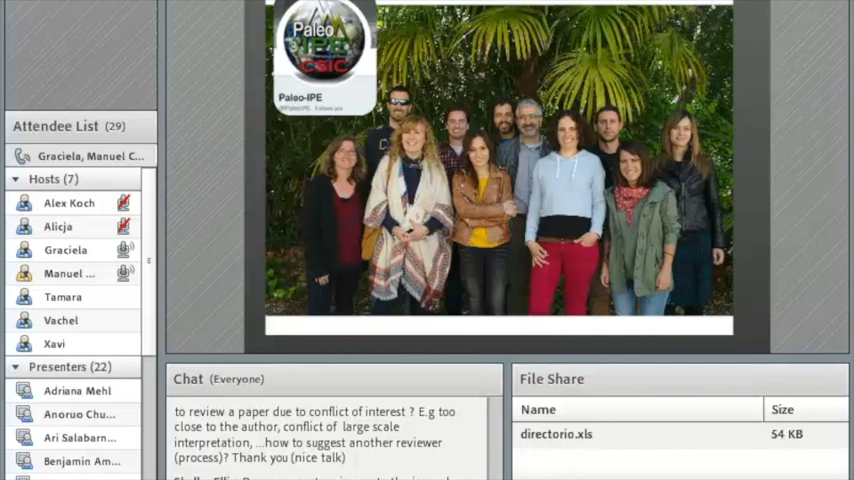 Paleo
IPE
CSIC
Paleo-IPE
Attendee List (29)
Graciela, Manuel C...
Hosts (7)
Alex Koch
Alicja
Graciela
Manuel ...
Tamara
Vachel
Xavi
Presenters (22)
Adriana Mehl
Anoruo Chu...
Ari Salabarn...
Benjamin Am...
Chat (Everyone)
to review a paper due to conflict of interest ? E.g too
close to the author, conflict of large scale
interpretation, ...how to suggest another reviewer
(process)? Thank you (nice talk)
File Share
Name Size
directorio.xls 54 KB